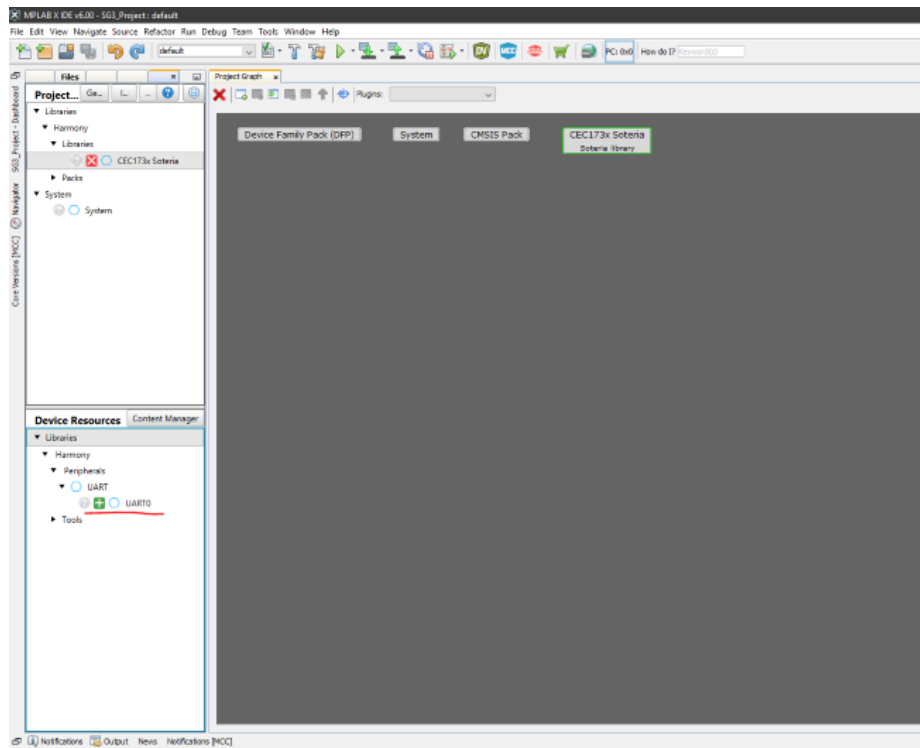 MPLAB X IDE v6.00 - SG3_Project : default
File Edit View Navigate Source Refactor Run Debug Team Tools Window Help
default
PC: 0x0 How do I? Keyword(s)
Files
Project Graph
Project... Ge... I... ...
Plugins:
Libraries
Harmony
Libraries
CEC173x Soteria
Packs
System
System
Device Family Pack (DFP) System CMSIS Pack CEC173x Soteria
Soteria library
SG3_Project - Dashboard
Navigator
Core Versions [MCC]
Device Resources Content Manager
Libraries
Harmony
Peripherals
UART
UART0
Tools
Notifications Output News Notifications [MCC]